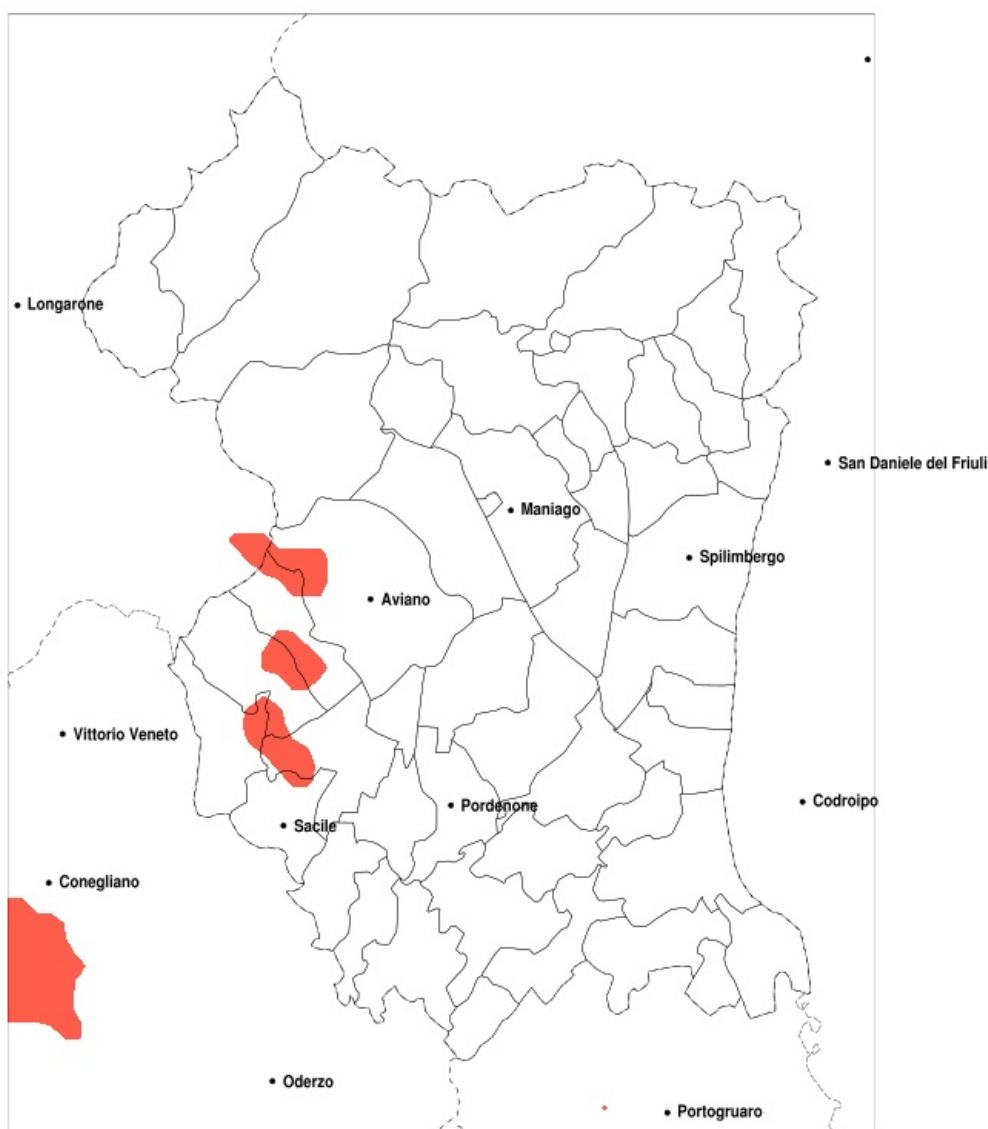 Longarone
San Daniele del Friuli
Maniago
Spilimbergo
Aviano
Vittorio Veneto
Codroipo
Pordenone
Sacile
Conegliano
Oderzo
Portogruaro